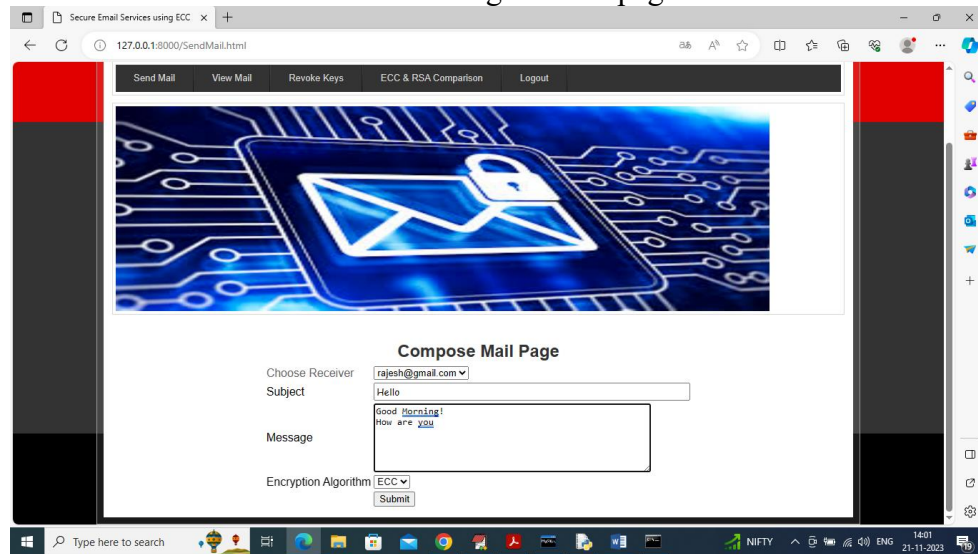 Secure Email Services using ECC
127.0.0.1:8000/SendMail.html
Send Mail View Mail Revoke Keys ECC & RSA Comparison Logout
Compose Mail Page
Choose Receiver rajesh@gmail.com
Subject Hello
Message Good Morning!
How are you
Encryption Algorithm ECC
Submit
Type here to search NIFTY ENG 14:01
21-11-2023